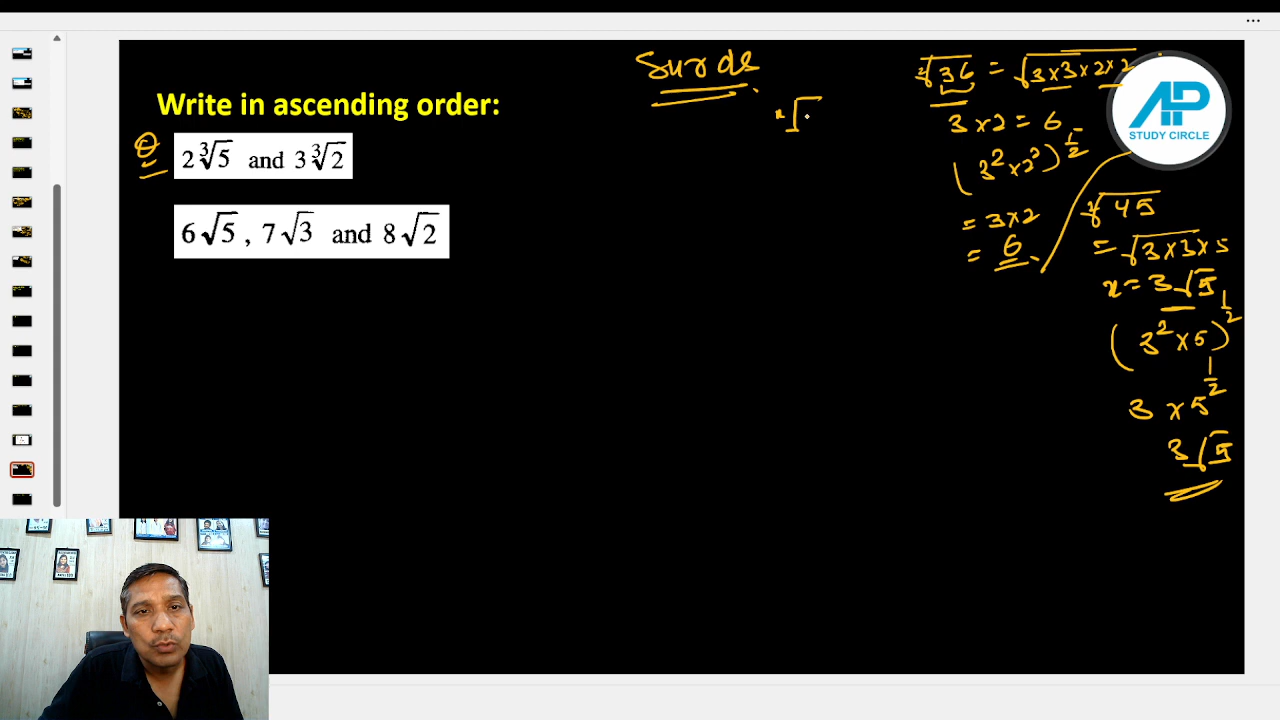 Surds
ⁿ√
Write in ascending order:
Q
2∛5 and 3∛2
6√5 , 7√3 and 8√2
²√36 = √3×3×2×2
3×2 = 6
(3²×2²)^½
= 3×2
= 6
²√45
= √3×3×5
x = 3√5
(3²×5)^½
3×5^½
3√5
AP
STUDY CIRCLE